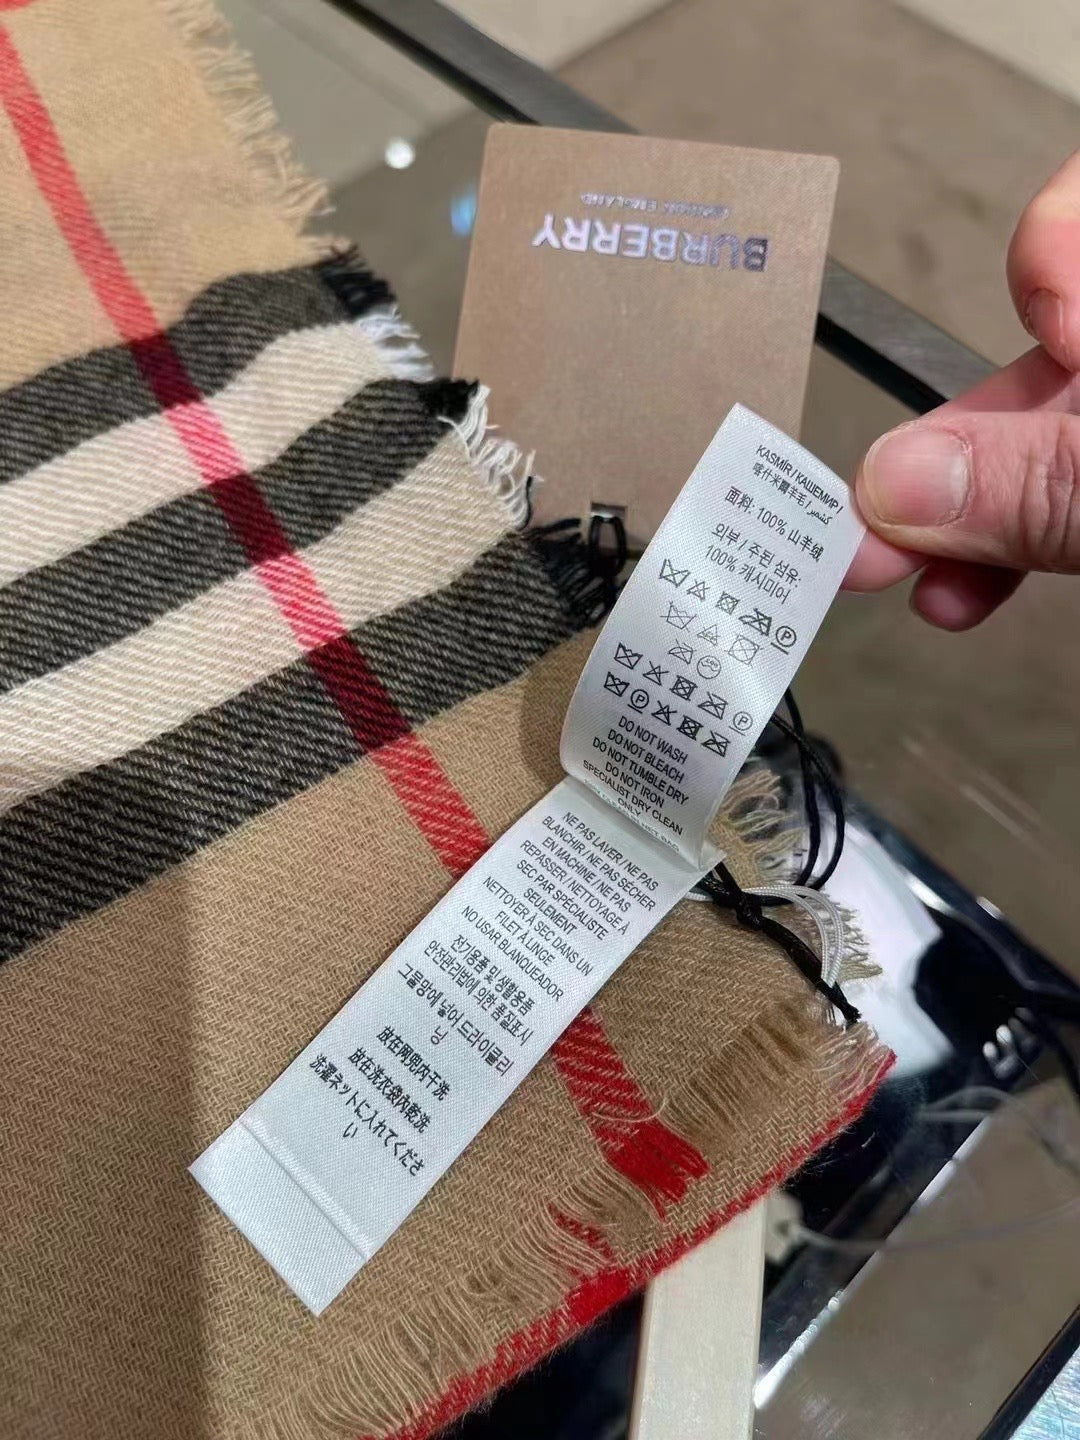 BURBERRY
LONDON ENGLAND
KASMÍR / КАШЕМИР /
喀什米爾羊毛 / كشمير
面料: 100% 山羊绒
외부 / 주된 섬유:
100% 캐시미어
P
P
P
DO NOT WASH
DO NOT BLEACH
DO NOT TUMBLE DRY
DO NOT IRON
SPECIALIST DRY CLEAN
ONLY
NE PAS LAVER / NE PAS
BLANCHIR / NE PAS SÉCHER
EN MACHINE / NE PAS
REPASSER / NETTOYAGE À
SEC PAR SPÉCIALISTE
SEULEMENT
NETTOYER À SEC DANS UN
FILET À LINGE
NO USAR BLANQUEADOR
전기용품 및 생활용품
안전관리법에 의한 품질표시
그물망에 넣어 드라이클리
닝
放在网兜内干洗
放在洗衣袋內乾洗
洗濯ネットに入れてくださ
い